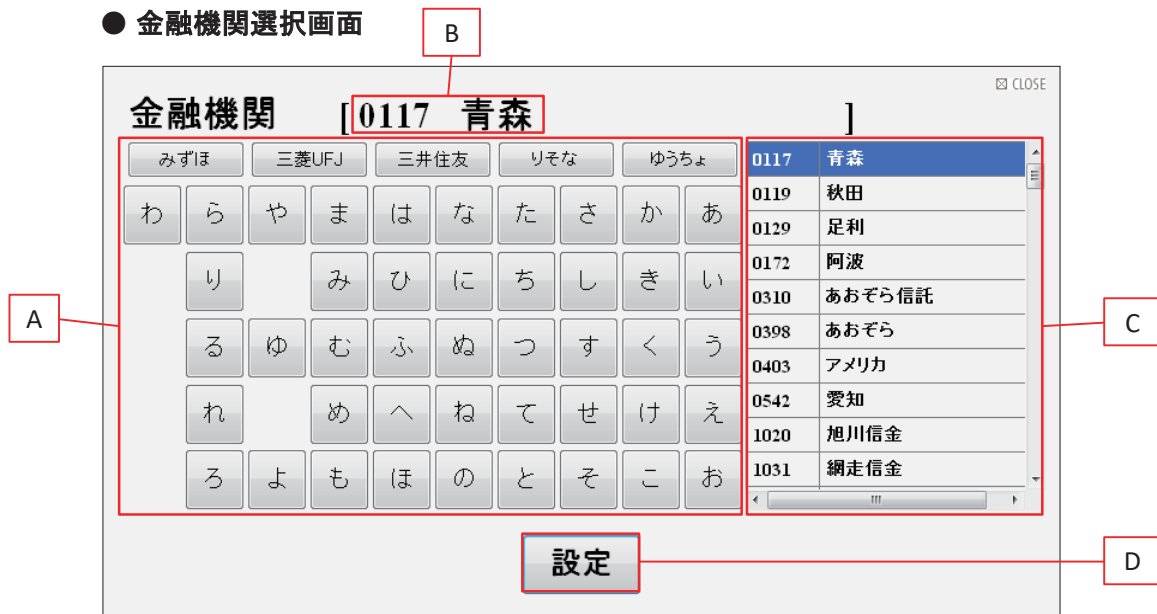 ● 金融機関選択画面
B
☒ CLOSE
金融機関 [0117 青森 ]
みずほ 三菱UFJ 三井住友 りそな ゆうちょ
わ ら や ま は な た さ か あ
り み ひ に ち し き い
る ゆ む ふ ぬ つ す く う
れ め へ ね て せ け え
ろ よ も ほ の と そ こ お
0117 青森
0119 秋田
0129 足利
0172 阿波
0310 あおぞら信託
0398 あおぞら
0403 アメリカ
0542 愛知
1020 旭川信金
1031 網走信金
A
C
設定
D